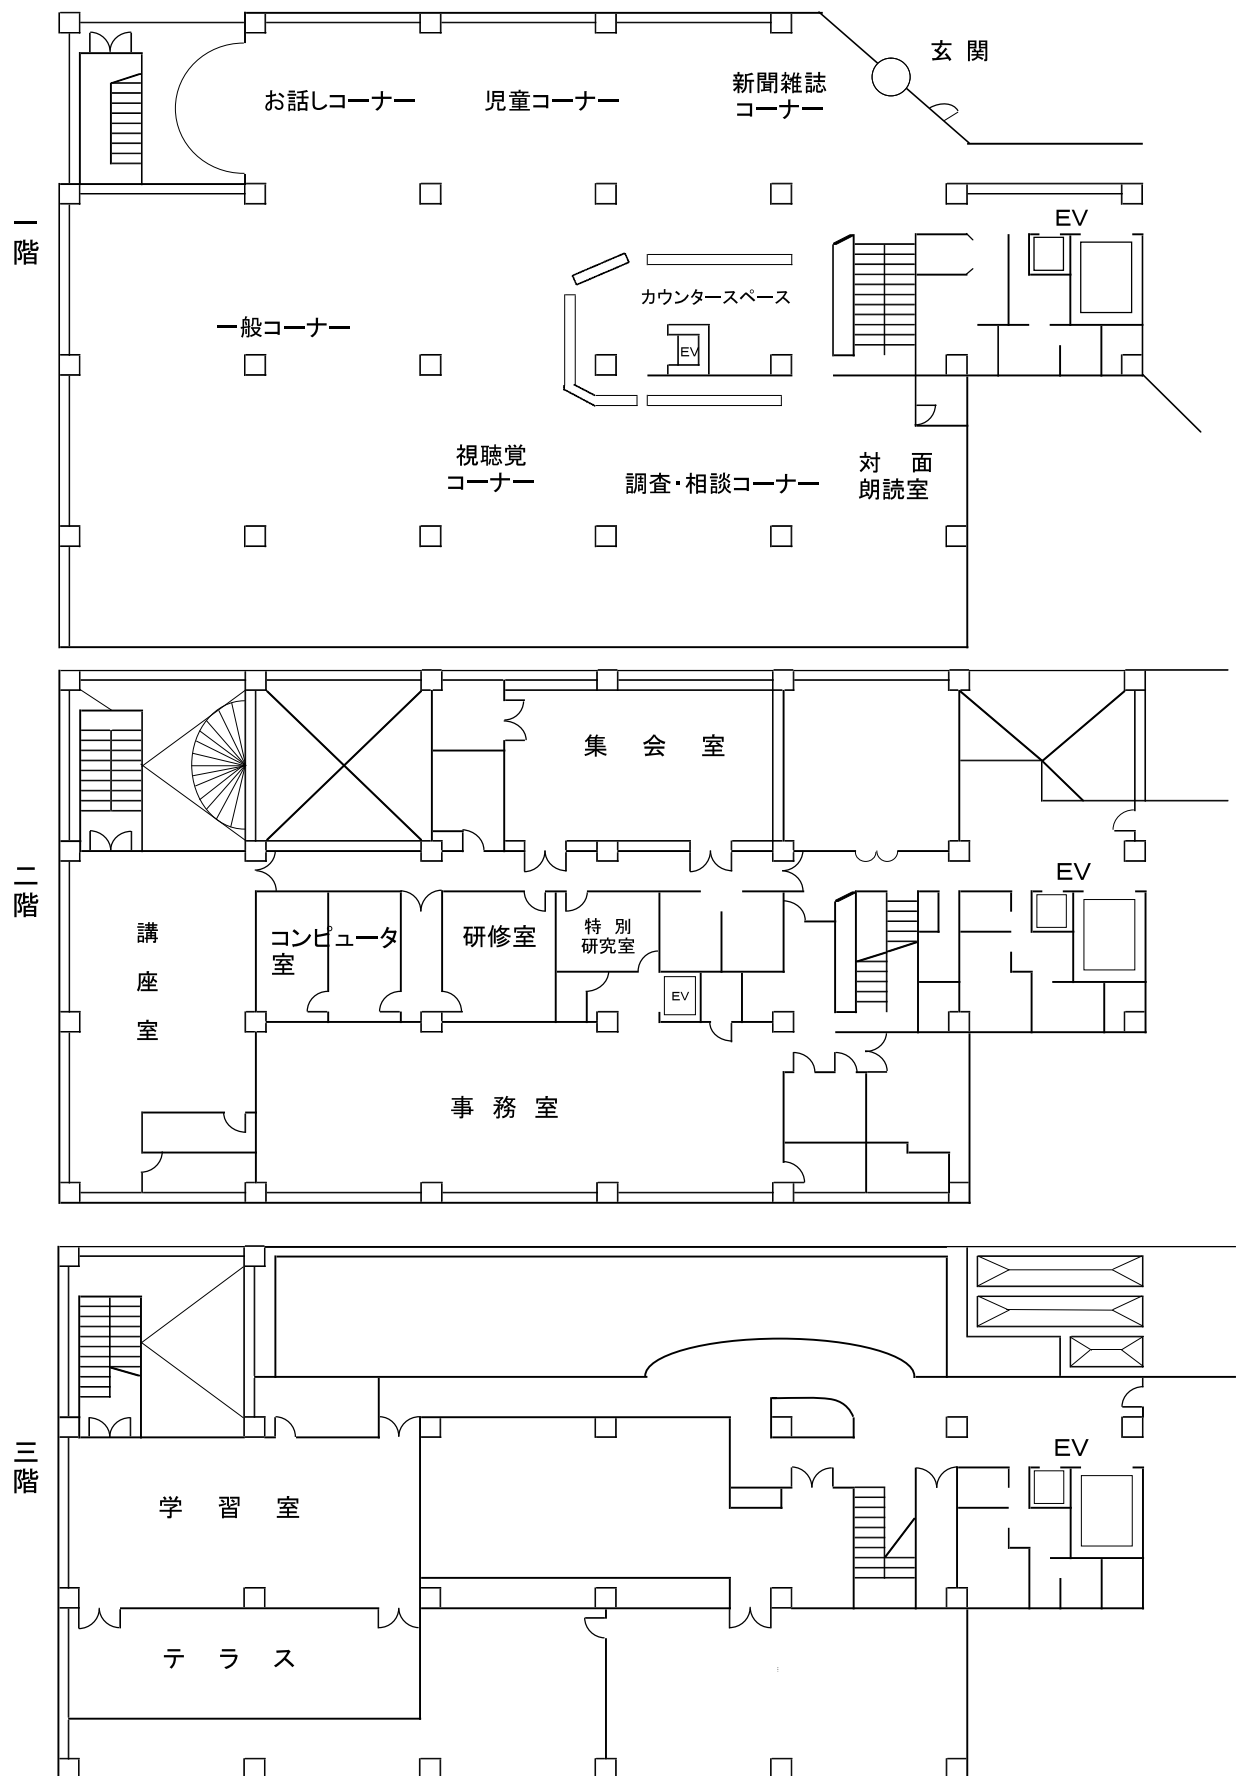 一階
玄関
お話しコーナー
児童コーナー
新聞雑誌
コーナー
EV
カウンタースペース
一般コーナー
EV
視聴覚
コーナー
調査・相談コーナー
対面
朗読室
二階
集会室
EV
講座室
コンピュータ
室
研修室
特別
研究室
EV
事務室
三階
EV
学習室
テラス